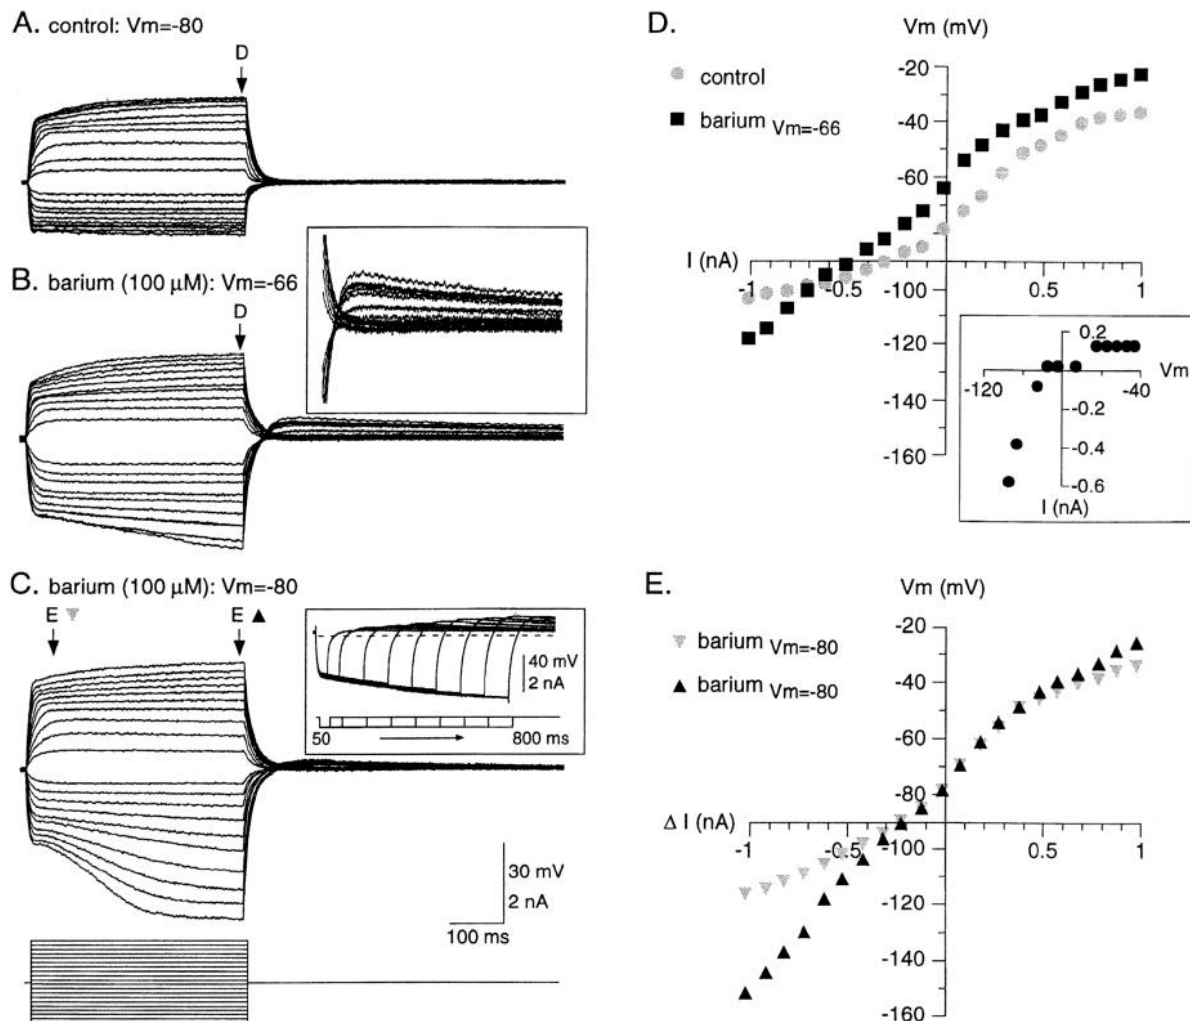 A. control: Vm=-80
D
B. barium (100 µM): Vm=-66
D
C. barium (100 µM): Vm=-80
E
E
40 mV
2 nA
50
800 ms
30 mV
2 nA
100 ms
D.
Vm (mV)
control
barium Vm=-66
-20
-40
-60
I (nA)
-1
-0.5
0.5
1
-100
-120
-140
-160
0.2
Vm
-120
-40
-0.2
-0.4
-0.6
I (nA)
E.
Vm (mV)
barium Vm=-80
barium Vm=-80
-20
-40
-60
-80
Δ I (nA)
-1
-0.5
0.5
1
-100
-120
-140
-160